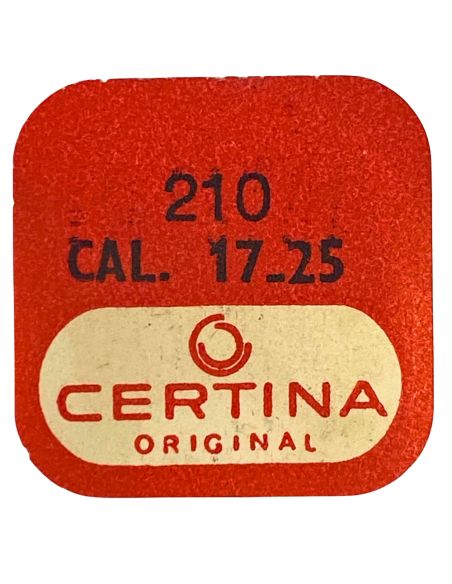 210
CAL. 17-25
CERTINA
ORIGINAL